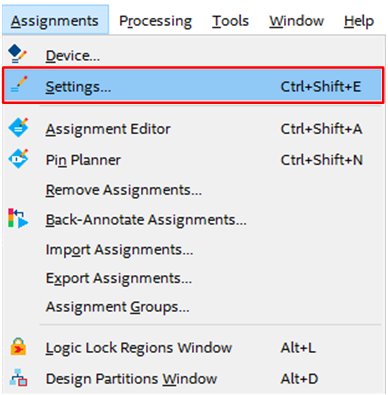 Assignments Processing Tools Window Help
Device...
Settings... Ctrl+Shift+E
Assignment Editor Ctrl+Shift+A
Pin Planner Ctrl+Shift+N
Remove Assignments...
Back-Annotate Assignments...
Import Assignments...
Export Assignments...
Assignment Groups...
Logic Lock Regions Window Alt+L
Design Partitions Window Alt+D